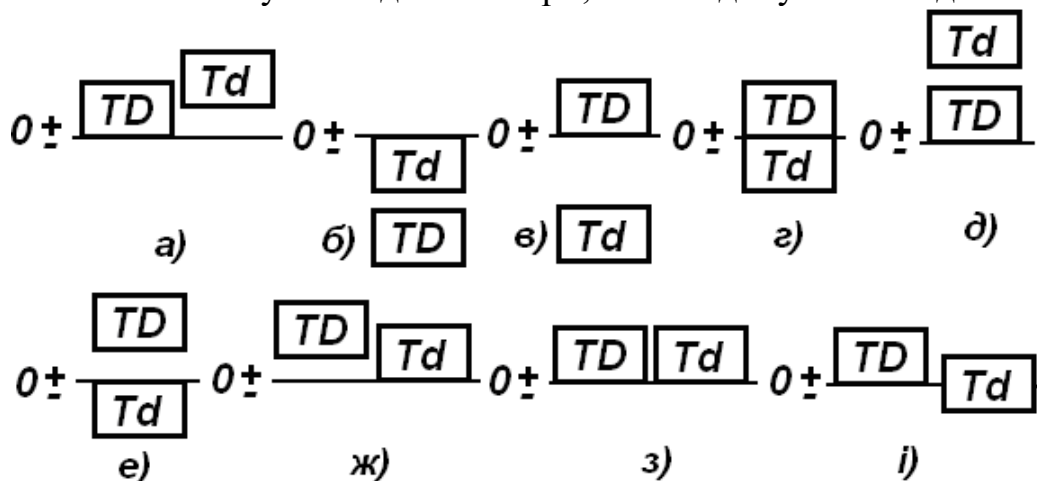 Td
TD Td TD TD TD
0 ± 0 ± 0 ± 0 ± 0 ±
Td Td
а) б) TD в) Td г) д)
TD TD TD Td TD
0 ± 0 ± Td 0 ± 0 ± Td
Td
е) ж) з) і)